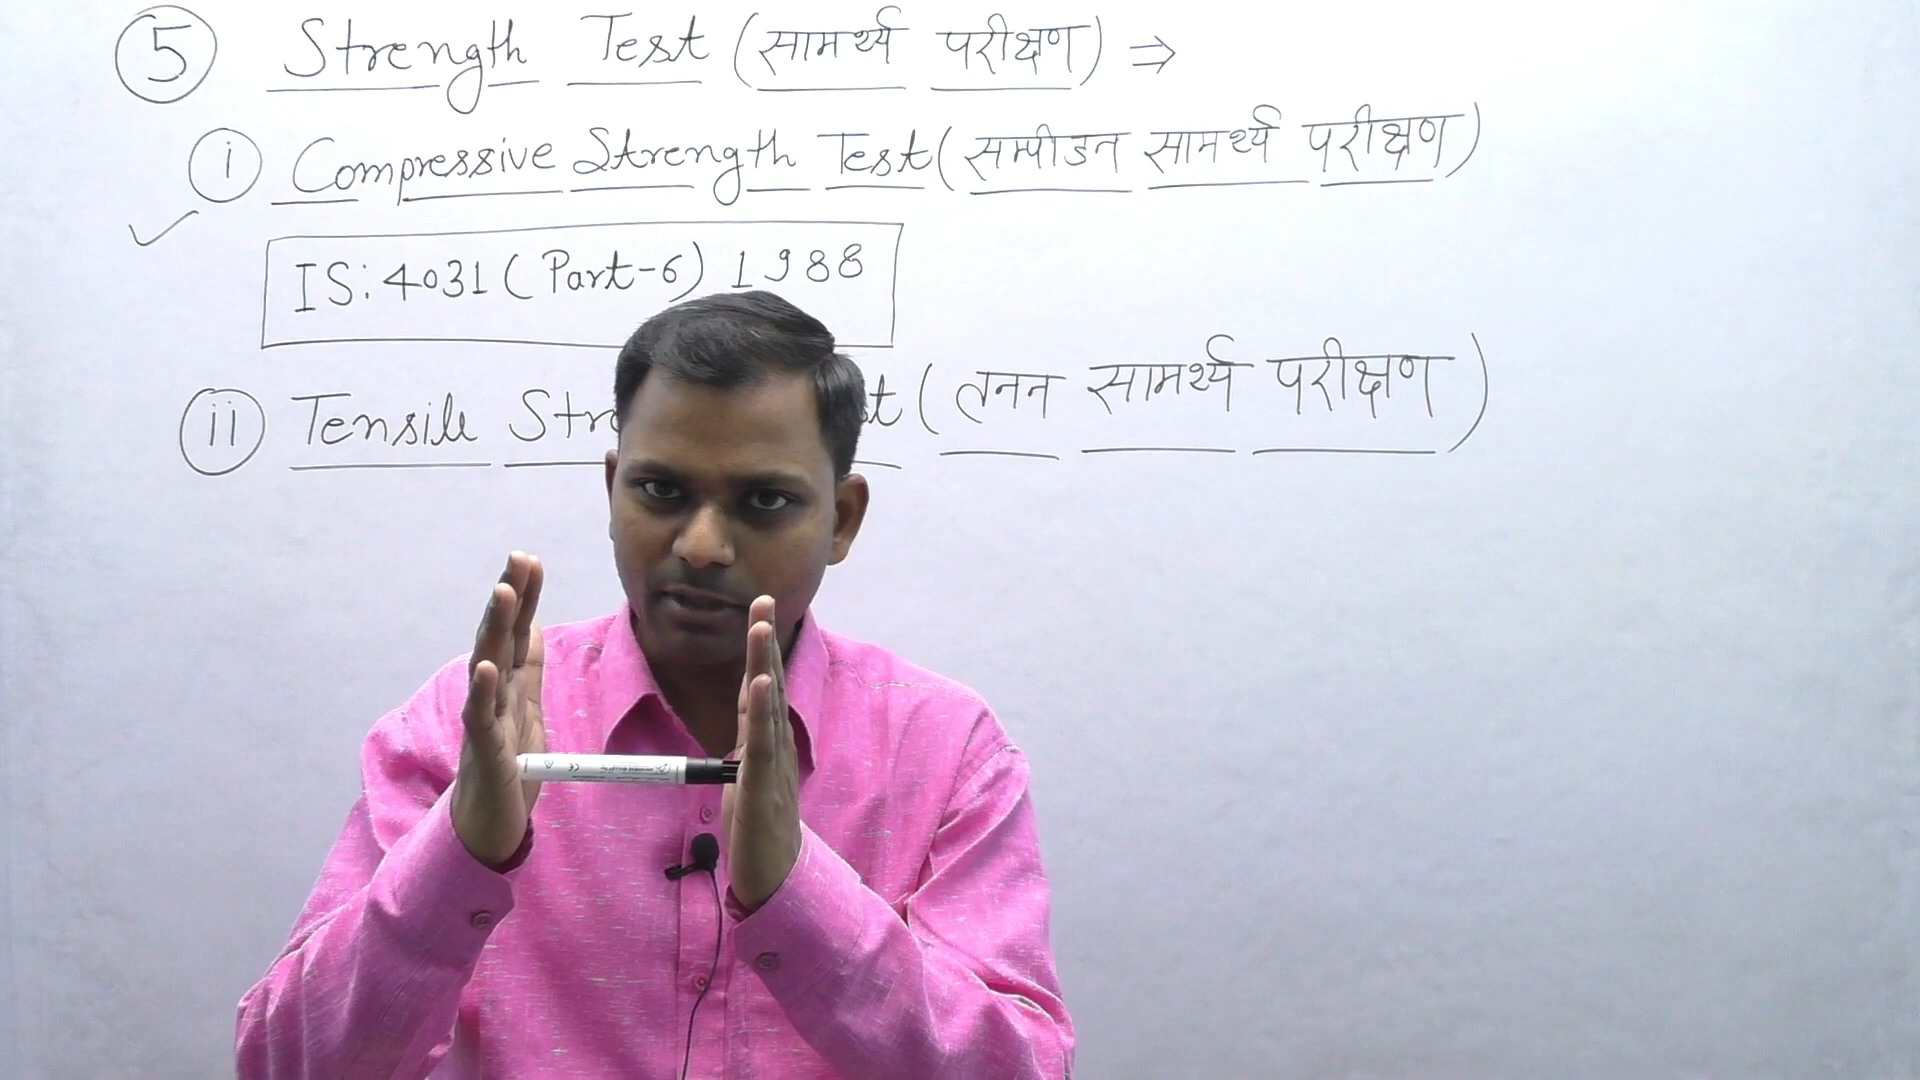 5 Strength Test (सामर्थ्य परीक्षण) ⇒
i Compressive Strength Test (सम्पीडन सामर्थ्य परीक्षण)
✓ IS: 4031 (Part-6) 1988
ii Tensile (तनन सामर्थ्य परीक्षण)